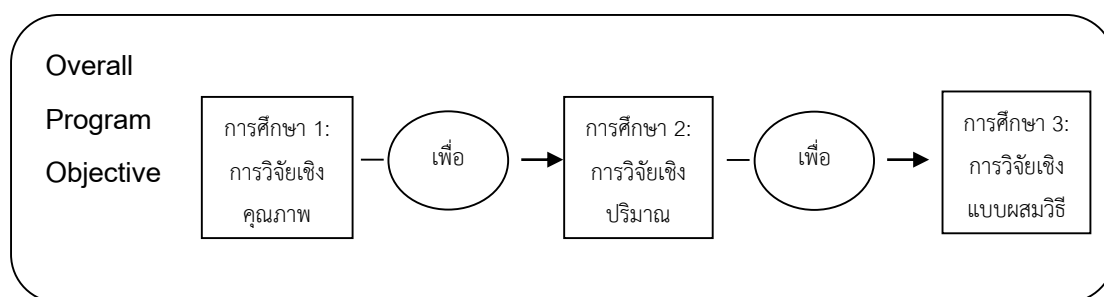 Overall
Program
Objective
การศึกษา 1:
การวิจัยเชิง
คุณภาพ
เพื่อ
การศึกษา 2:
การวิจัยเชิง
ปริมาณ
เพื่อ
การศึกษา 3:
การวิจัยเชิง
แบบผสมวิธี